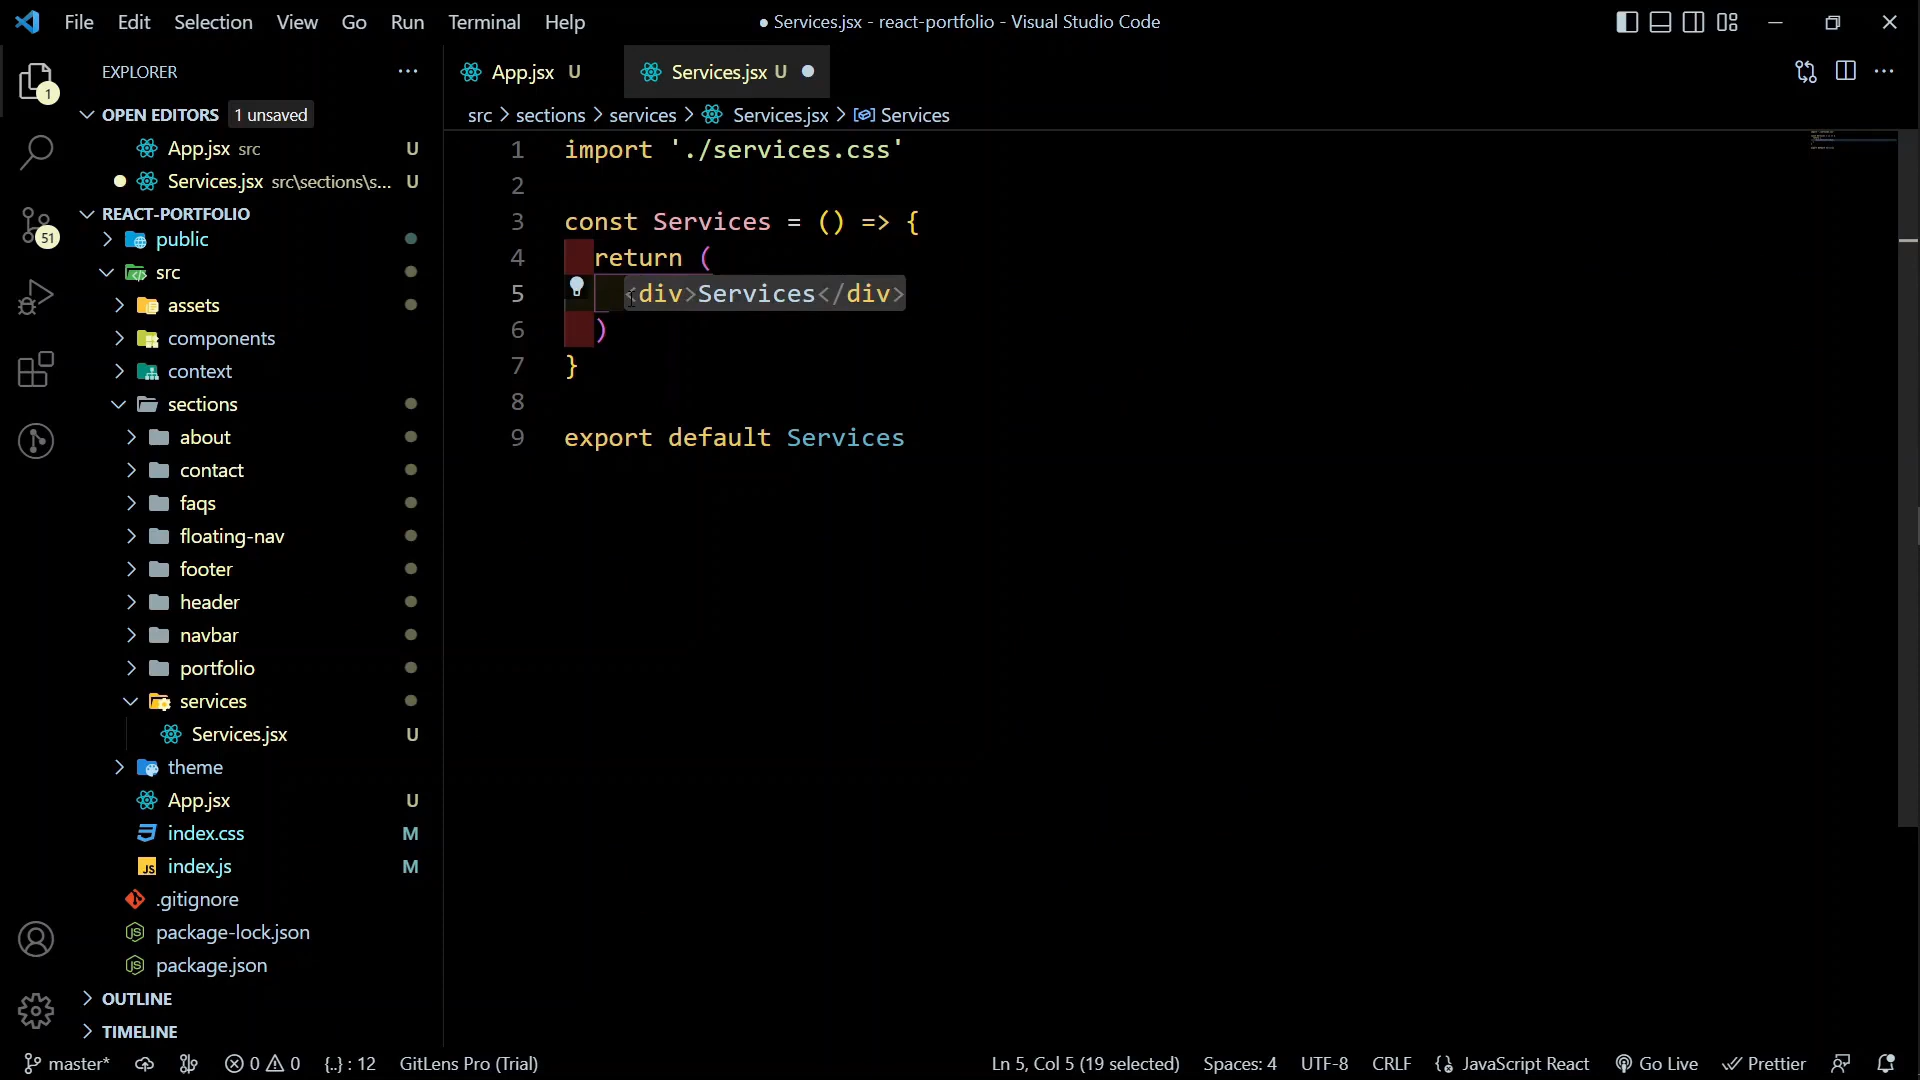 File Edit Selection View Go Run Terminal Help
● Services.jsx - react-portfolio - Visual Studio Code
EXPLORER
1
OPEN EDITORS 1 unsaved
App.jsx src U
Services.jsx src\sections\s... U
REACT-PORTFOLIO
51
public
src
assets
components
context
sections
about
contact
faqs
floating-nav
footer
header
navbar
portfolio
services
Services.jsx U
theme
App.jsx U
index.css M
index.js M
.gitignore
package-lock.json
package.json
OUTLINE
TIMELINE
App.jsx U
Services.jsx U
src > sections > services > Services.jsx > Services
1 import './services.css'
2
3 const Services = () => {
4 return (
5 <div>Services</div>
6 )
7 }
8
9 export default Services
master* 0 0 {..} : 12 GitLens Pro (Trial) Ln 5, Col 5 (19 selected) Spaces: 4 UTF-8 CRLF JavaScript React Go Live Prettier